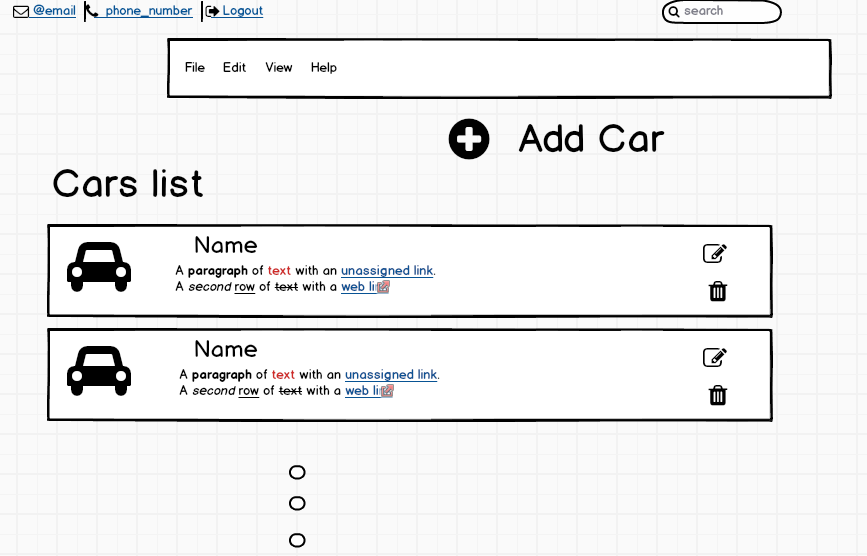 @email phone_number Logout search
File Edit View Help
Add Car
Cars list
Name
A paragraph of text with an unassigned link.
A second row of text with a web li
Name
A paragraph of text with an unassigned link.
A second row of text with a web li